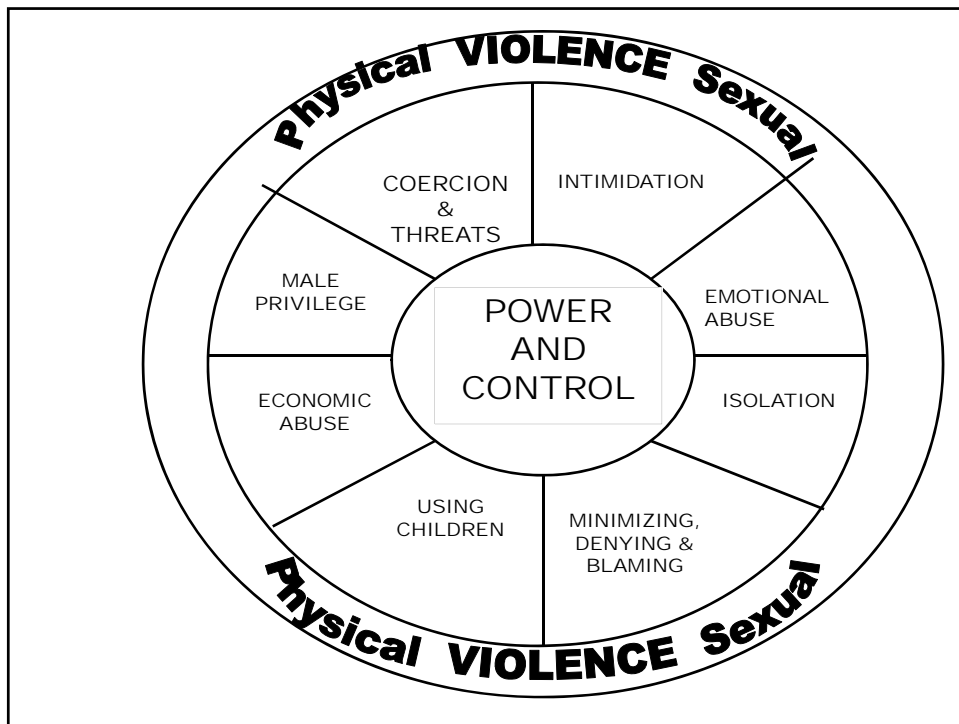 Physical VIOLENCE Sexual
COERCION
&
THREATS
INTIMIDATION
MALE
PRIVILEGE
POWER
AND
CONTROL
EMOTIONAL
ABUSE
ECONOMIC
ABUSE
ISOLATION
USING
CHILDREN
MINIMIZING,
DENYING &
BLAMING
Physical VIOLENCE Sexual